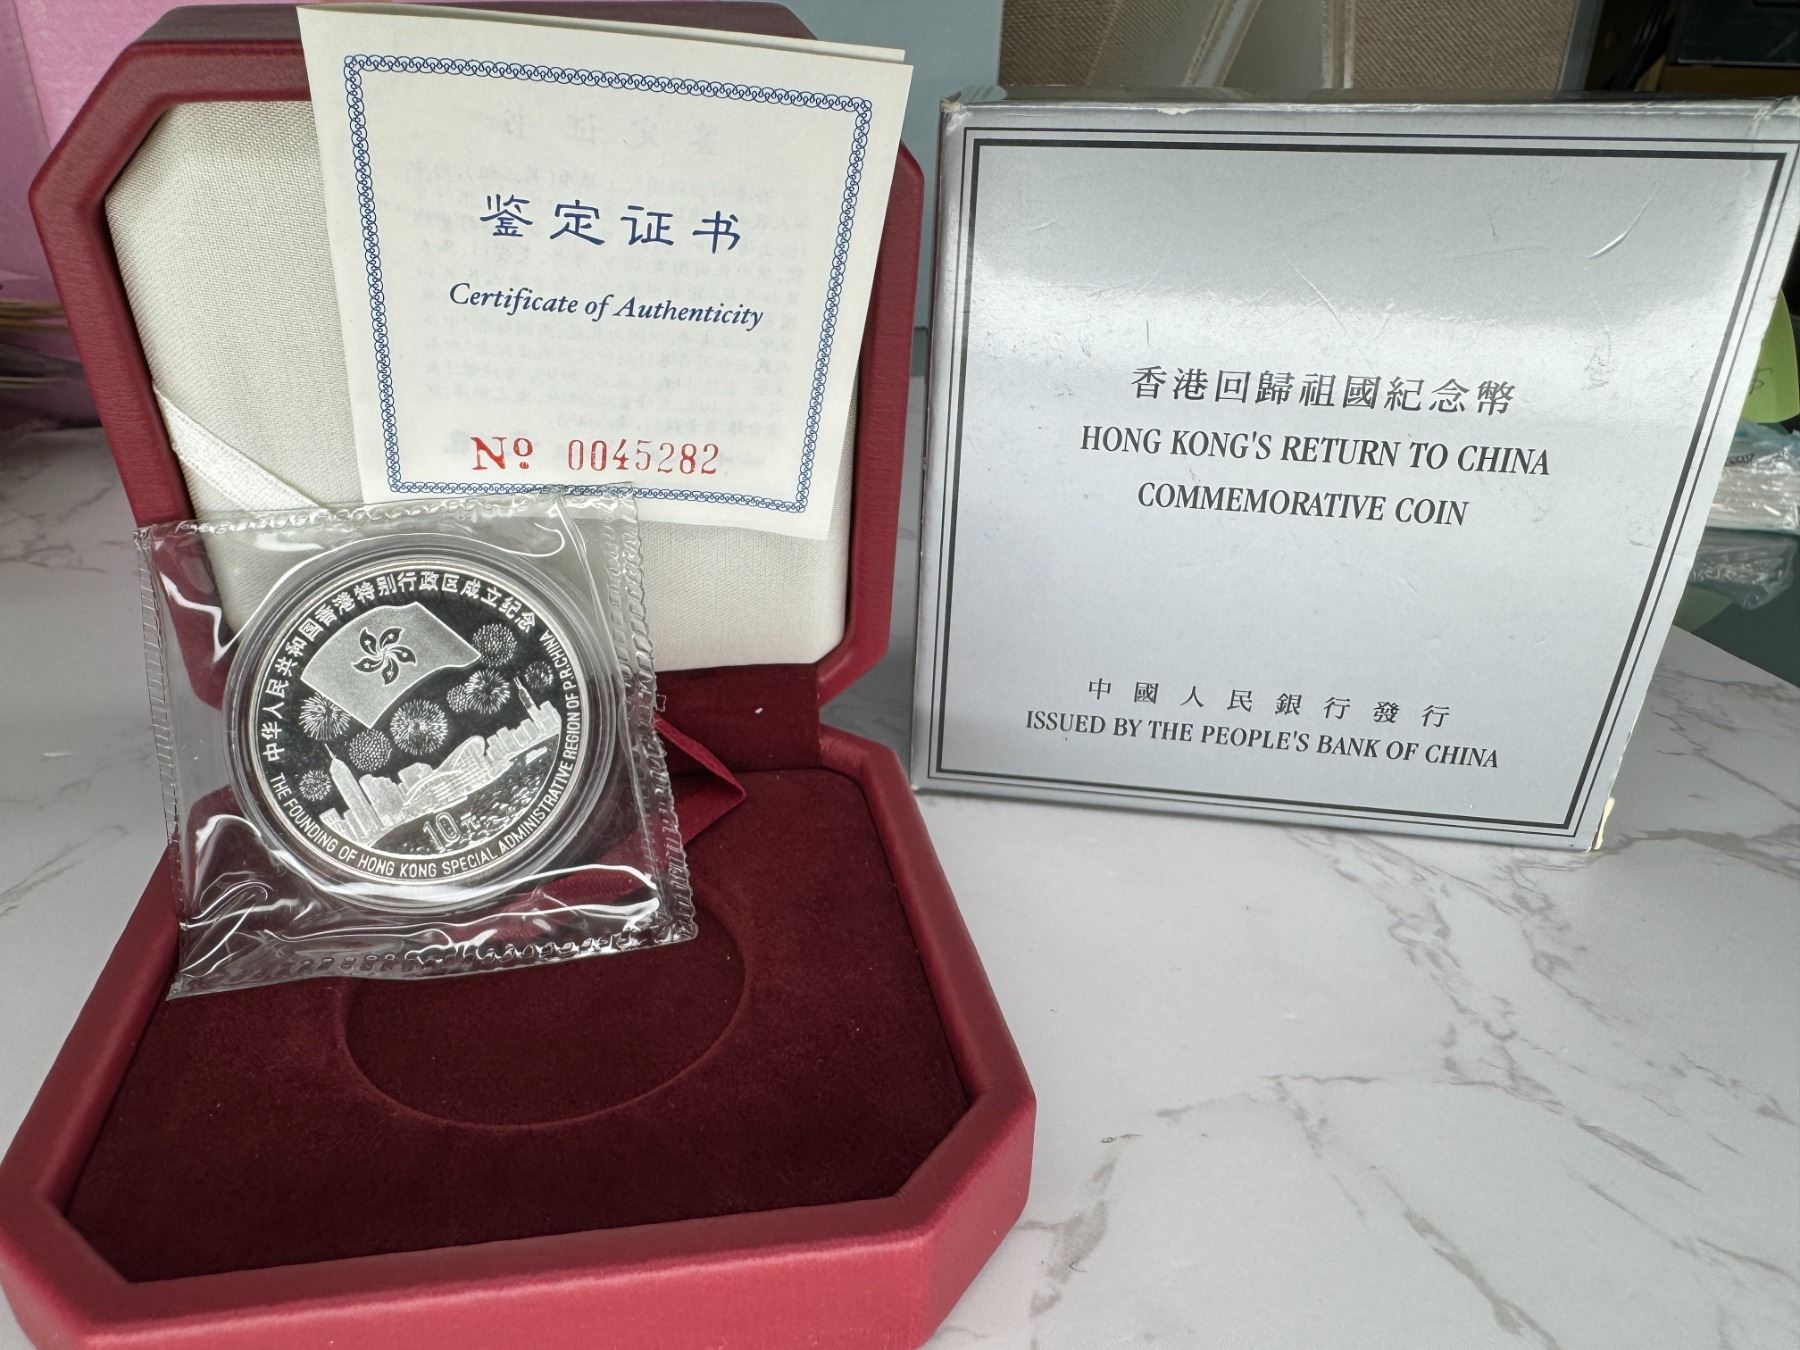 鉴定证书
Certificate of Authenticity
No 0045282
中华人民共和国香港特别行政区成立纪念
THE FOUNDING OF HONG KONG SPECIAL ADMINISTRATIVE REGION OF P.R.CHINA
10元
香港回歸祖國紀念幣
HONG KONG'S RETURN TO CHINA
COMMEMORATIVE COIN
中國人民銀行發行
ISSUED BY THE PEOPLE'S BANK OF CHINA